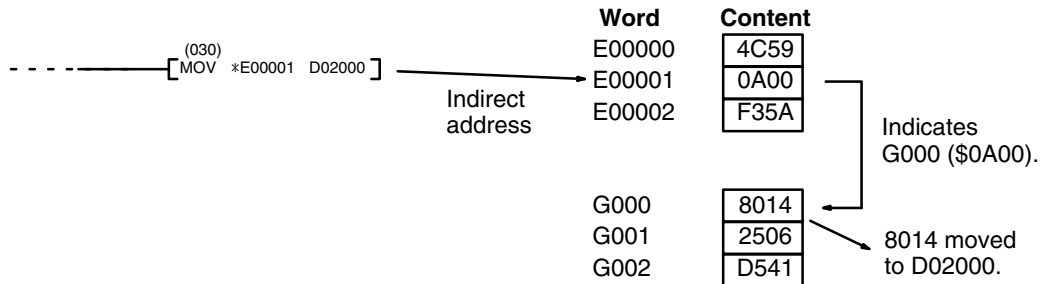 Word Content
(030)
MOV *E00001 D02000
E00000 4C59
E00001 0A00
E00002 F35A
Indirect
address
Indicates
G000 ($0A00).
G000 8014
G001 2506
G002 D541
8014 moved
to D02000.